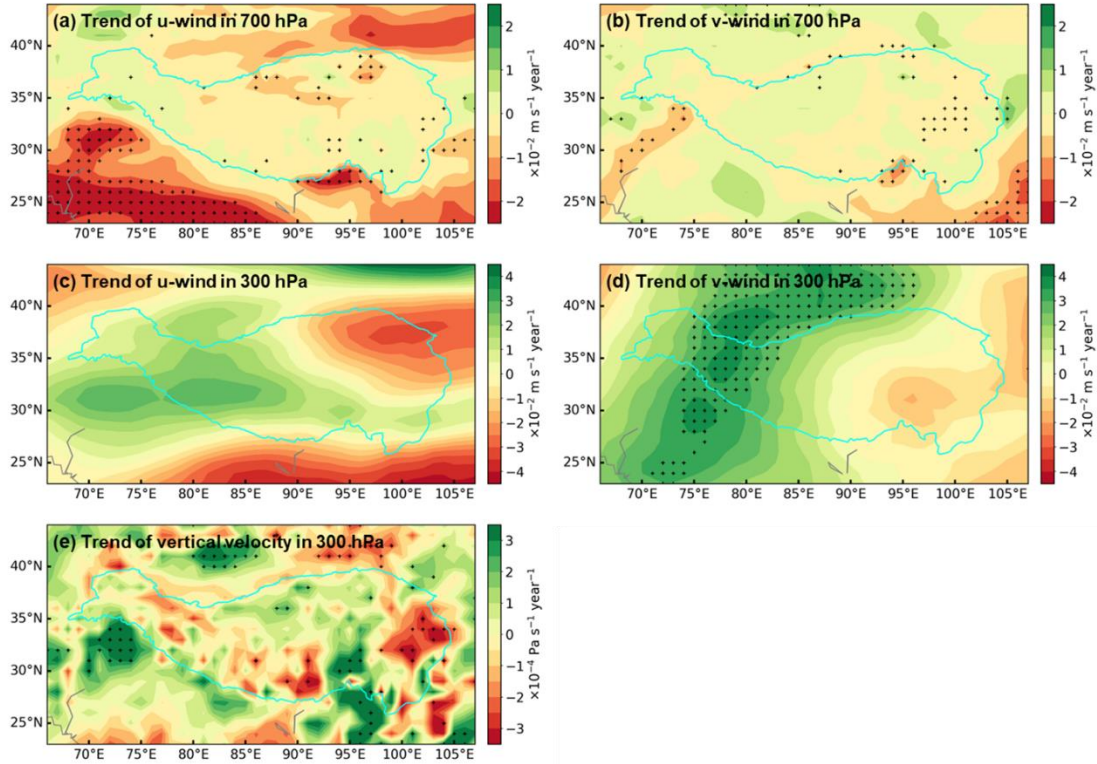 (a) Trend of u-wind in 700 hPa
40°N
35°N
30°N
25°N
70°E 75°E 80°E 85°E 90°E 95°E 100°E 105°E
2
1
0
−1
−2
×10⁻² m s⁻¹ year⁻¹
(b) Trend of v-wind in 700 hPa
40°N
35°N
30°N
25°N
70°E 75°E 80°E 85°E 90°E 95°E 100°E 105°E
2
1
0
−1
−2
×10⁻² m s⁻¹ year⁻¹
(c) Trend of u-wind in 300 hPa
40°N
35°N
30°N
25°N
70°E 75°E 80°E 85°E 90°E 95°E 100°E 105°E
4
3
2
1
0
−1
−2
−3
−4
×10⁻² m s⁻¹ year⁻¹
(d) Trend of v-wind in 300 hPa
40°N
35°N
30°N
25°N
70°E 75°E 80°E 85°E 90°E 95°E 100°E 105°E
4
3
2
1
0
−1
−2
−3
−4
×10⁻² m s⁻¹ year⁻¹
(e) Trend of vertical velocity in 300 hPa
40°N
35°N
30°N
25°N
70°E 75°E 80°E 85°E 90°E 95°E 100°E 105°E
3
2
1
0
−1
−2
−3
×10⁻⁴ Pa s⁻¹ year⁻¹